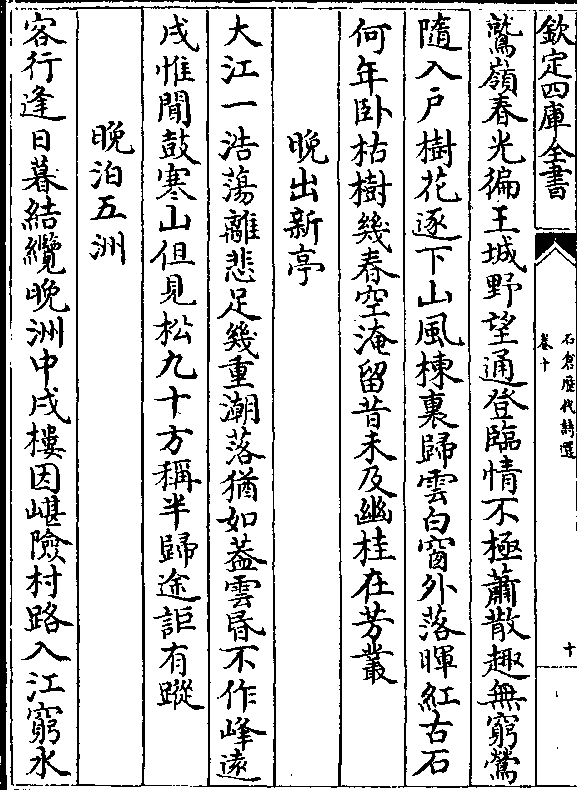 欽定四庫全書
石倉歴代詩選
卷十
十
鷲嶺春光徧王城野望通登臨情不極蕭散趣無窮鶯
隨入户樹花逐下山風棟裏歸雲白窗外落暉紅古石
何年卧枯樹幾春空淹留昔未及幽桂在芳叢
晚出新亭
大江一浩蕩離悲足幾重潮落猶如葢雲昏不作峰遠
戍惟聞鼓寒山但見松九十方稱半歸途詎有蹤
晚泊五洲
客行逢日暮結纜晚洲中戍樓因嵁險村路入江窮水